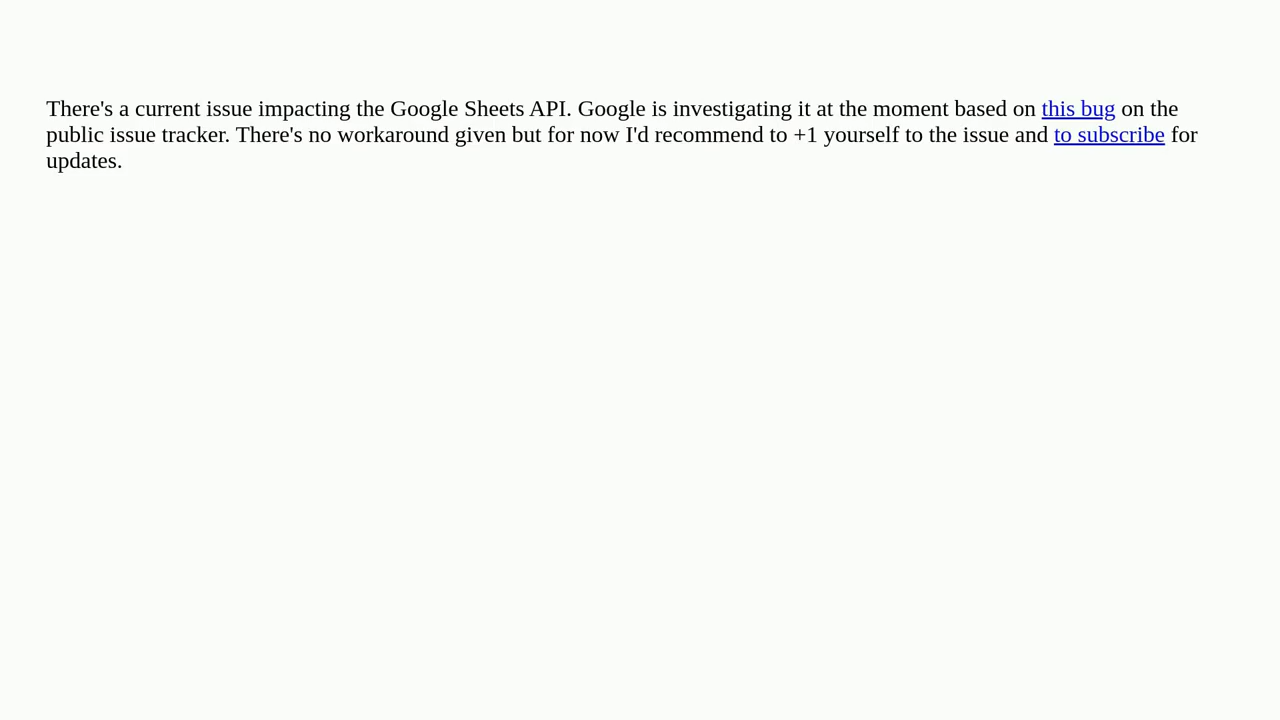 There's a current issue impacting the Google Sheets API. Google is investigating it at the moment based on this bug on the
public issue tracker. There's no workaround given but for now I'd recommend to +1 yourself to the issue and to subscribe for
updates.